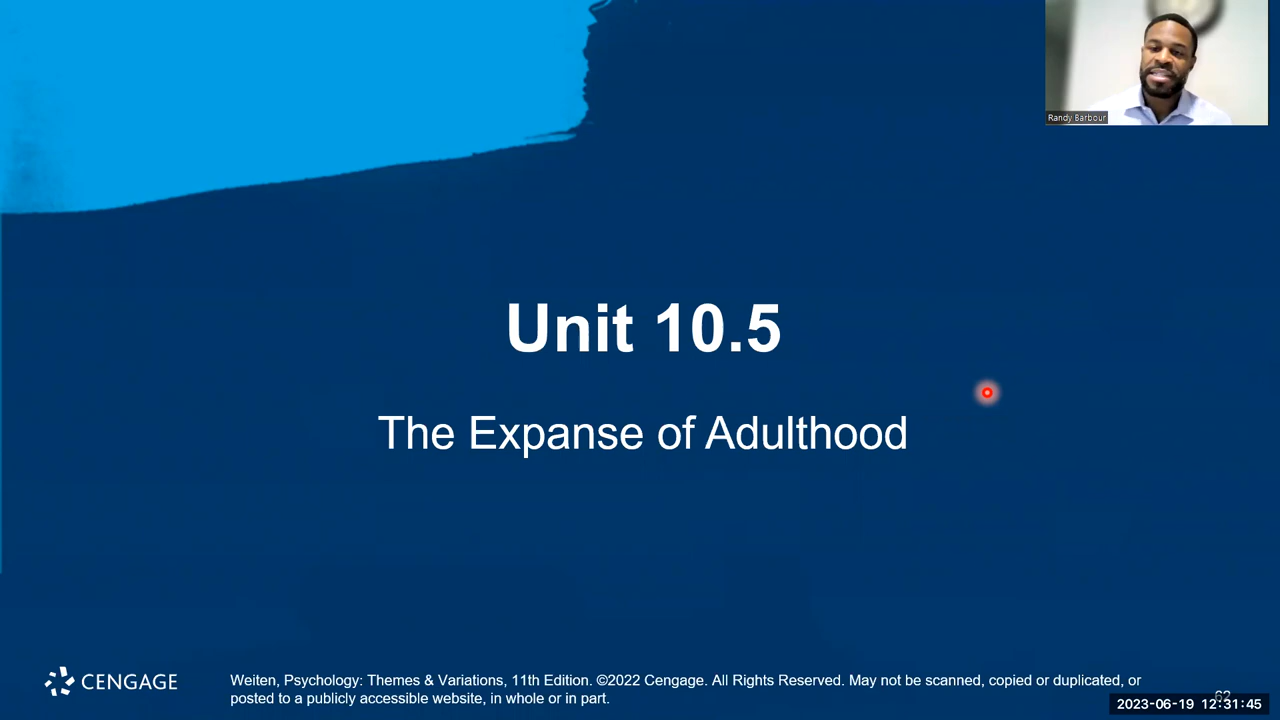 Randy Barbour
Unit 10.5
The Expanse of Adulthood
CENGAGE
Weiten, Psychology: Themes & Variations, 11th Edition. ©2022 Cengage. All Rights Reserved. May not be scanned, copied or duplicated, or
posted to a publicly accessible website, in whole or in part.
62
2023-06-19 12:31:45